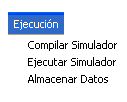 Ejecución
Compilar Simulador
Ejecutar Simulador
Almacenar Datos